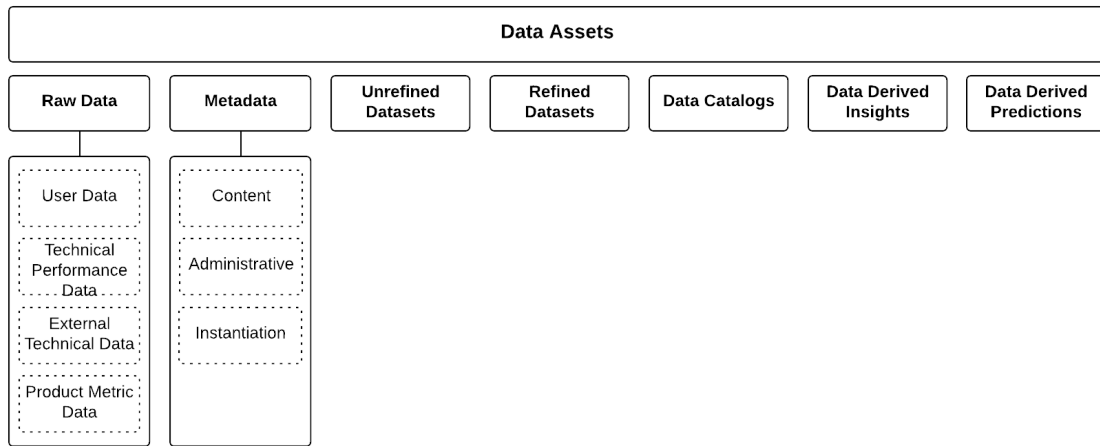 Data Assets
Raw Data
Metadata
Unrefined
Datasets
Refined
Datasets
Data Catalogs
Data Derived
Insights
Data Derived
Predictions
User Data
Technical
Performance
Data
External
Technical Data
Product Metric
Data
Content
Administrative
Instantiation